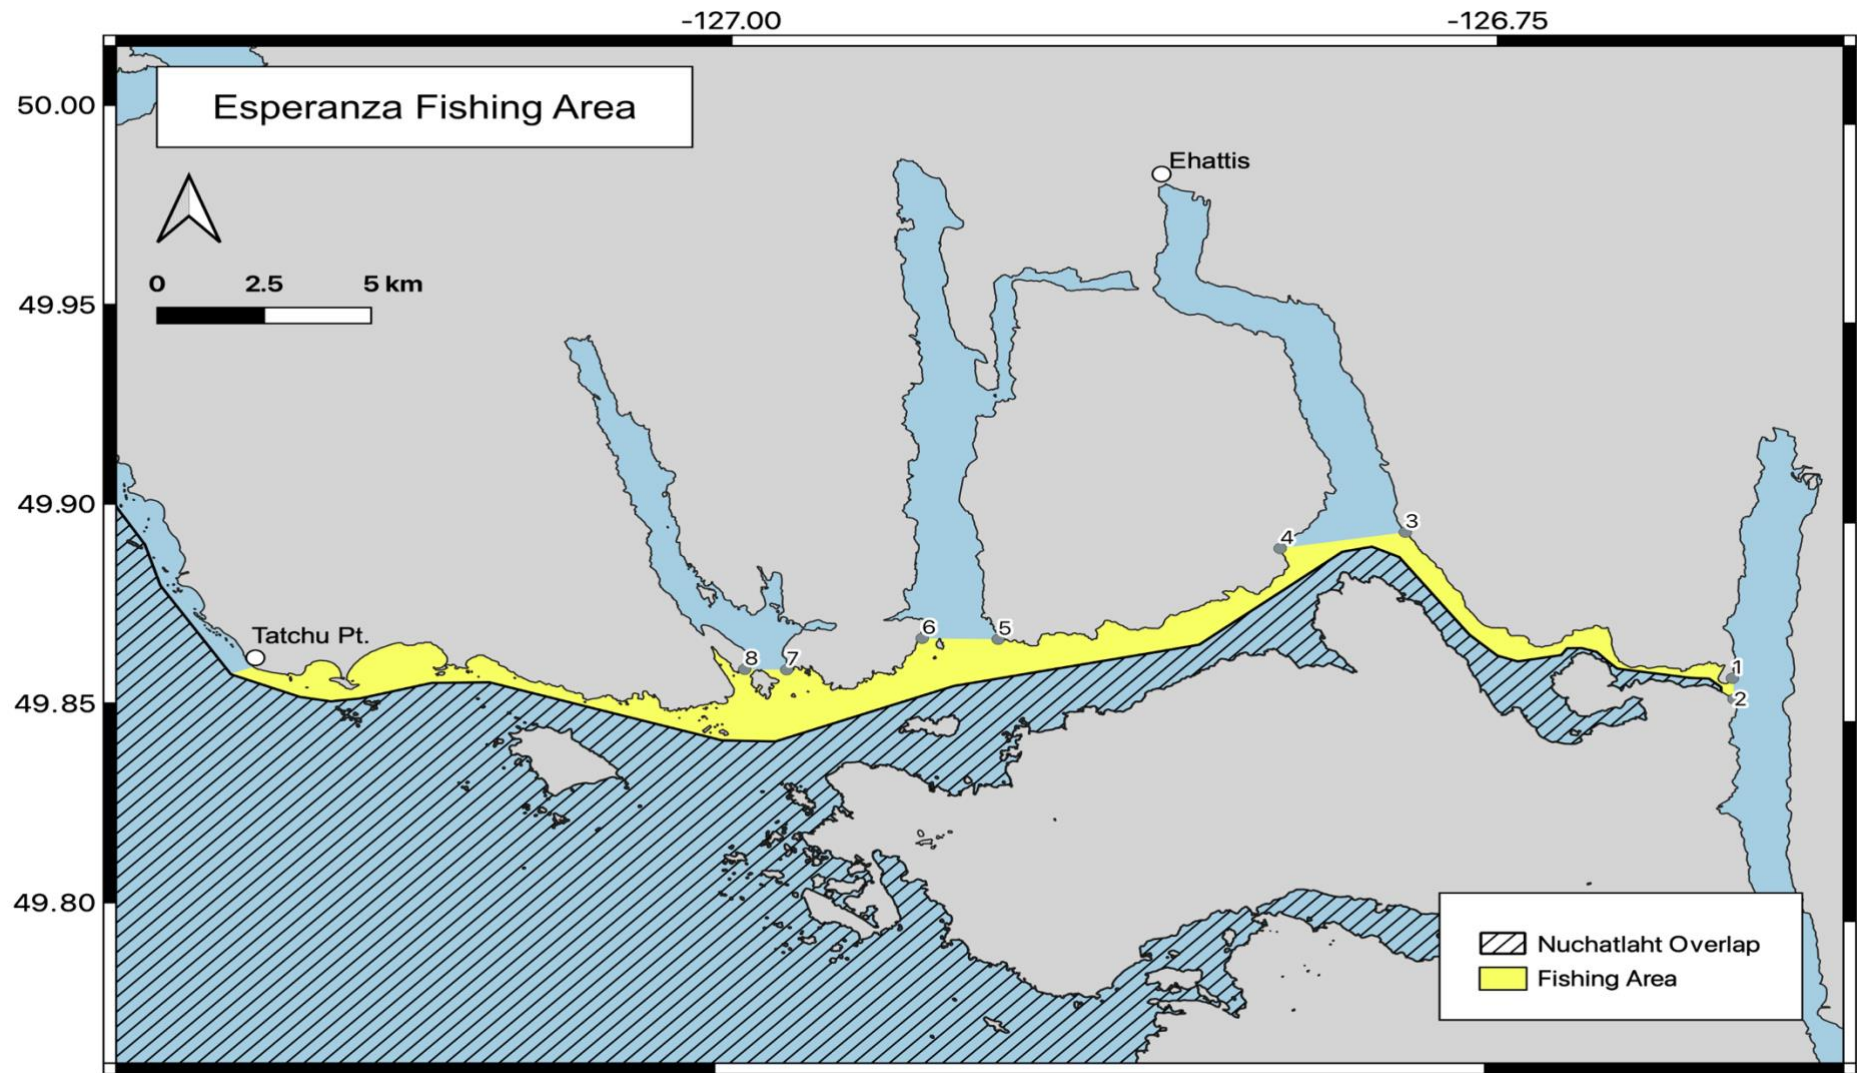 -127.00
-126.75
50.00
Esperanza Fishing Area
Ehattis
0 2.5 5 km
49.95
49.90
3
4
6
5
Tatchu Pt.
8
7
1
2
49.85
49.80
Nuchatlaht Overlap
Fishing Area